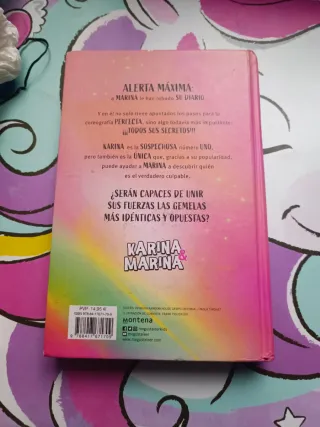 ALERTA MÁXIMA:
A MARINA le han robado SU DIARIO.
Y en él no solo tiene apuntados los pasos para la
coreografía PERFECTA, sino algo todavía más importante:
¡¡¡TODOS SUS SECRETOS!!!
KARINA es la SOSPECHOSA número UNO,
pero también es la ÚNICA que, gracias a su popularidad,
puede ayudar a MARINA a descubrir quién
es el verdadero culpable.
¿SERÁN CAPACES DE UNIR
SUS FUERZAS LAS GEMELAS
MÁS IDÉNTICAS Y OPUESTAS?
KARINA &
MARINA
montena